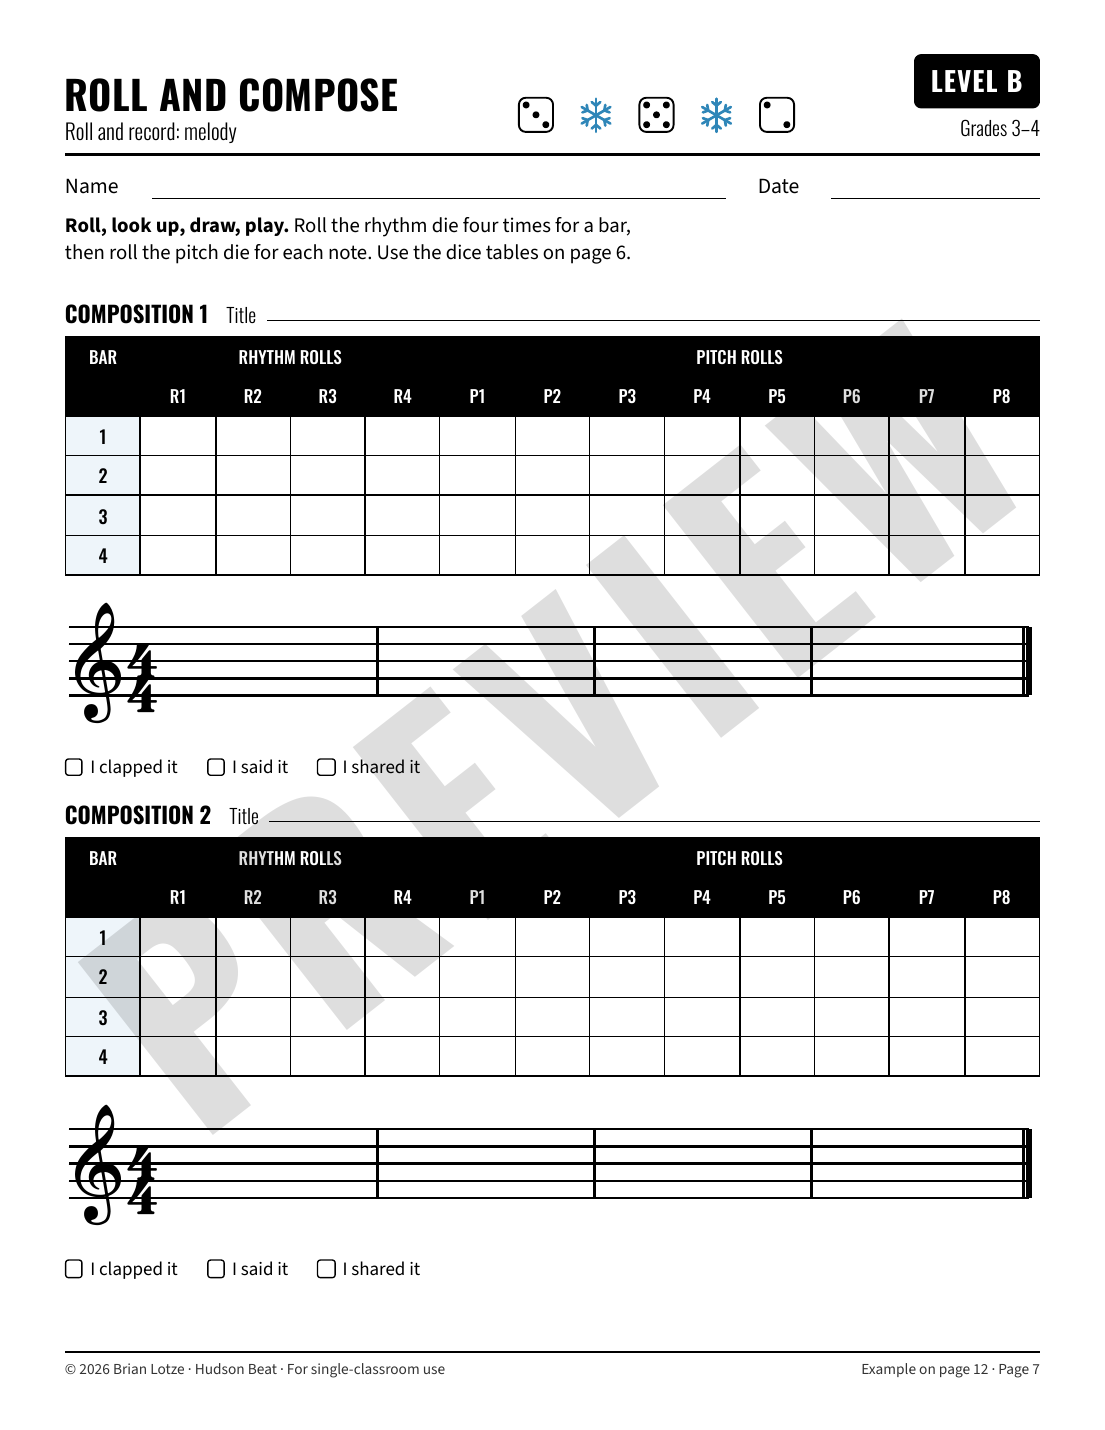 ROLL AND COMPOSE
Roll and record: melody
LEVEL B
Grades 3–4
Name
Date
Roll, look up, draw, play. Roll the rhythm die four times for a bar,
then roll the pitch die for each note. Use the dice tables on page 6.
COMPOSITION 1 Title
BAR RHYTHM ROLLS PITCH ROLLS
R1 R2 R3 R4 P1 P2 P3 P4 P5 P6 P7 P8
1
2
3
4
4
4
I clapped it I said it I shared it
COMPOSITION 2 Title
BAR RHYTHM ROLLS PITCH ROLLS
R1 R2 R3 R4 P1 P2 P3 P4 P5 P6 P7 P8
1
2
3
4
4
4
I clapped it I said it I shared it
PREVIEW
© 2026 Brian Lotze · Hudson Beat · For single-classroom use
Example on page 12 · Page 7